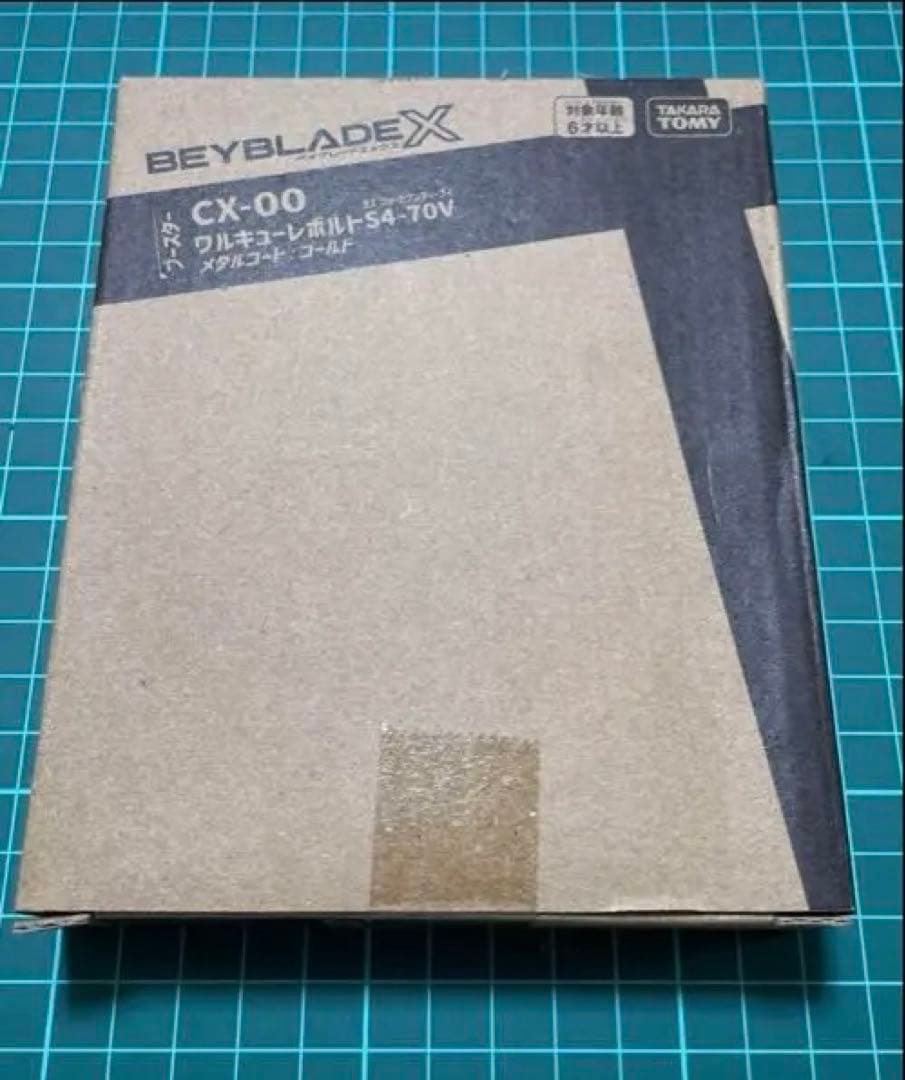 対象年齢
6才以上
TAKARA
TOMY
BEYBLADE X
ブースター
CX-00
ワルキューレボルトS4-70V
メタルコート:ゴールド